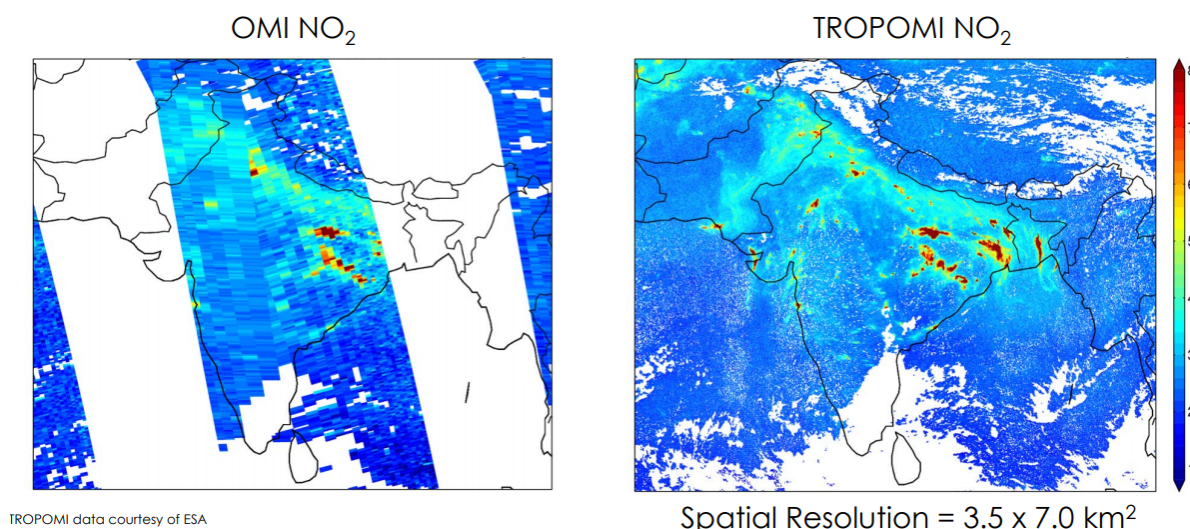 OMI NO₂
TROPOMI NO₂
TROPOMI data courtesy of ESA
Spatial Resolution = 3.5 x 7.0 km²